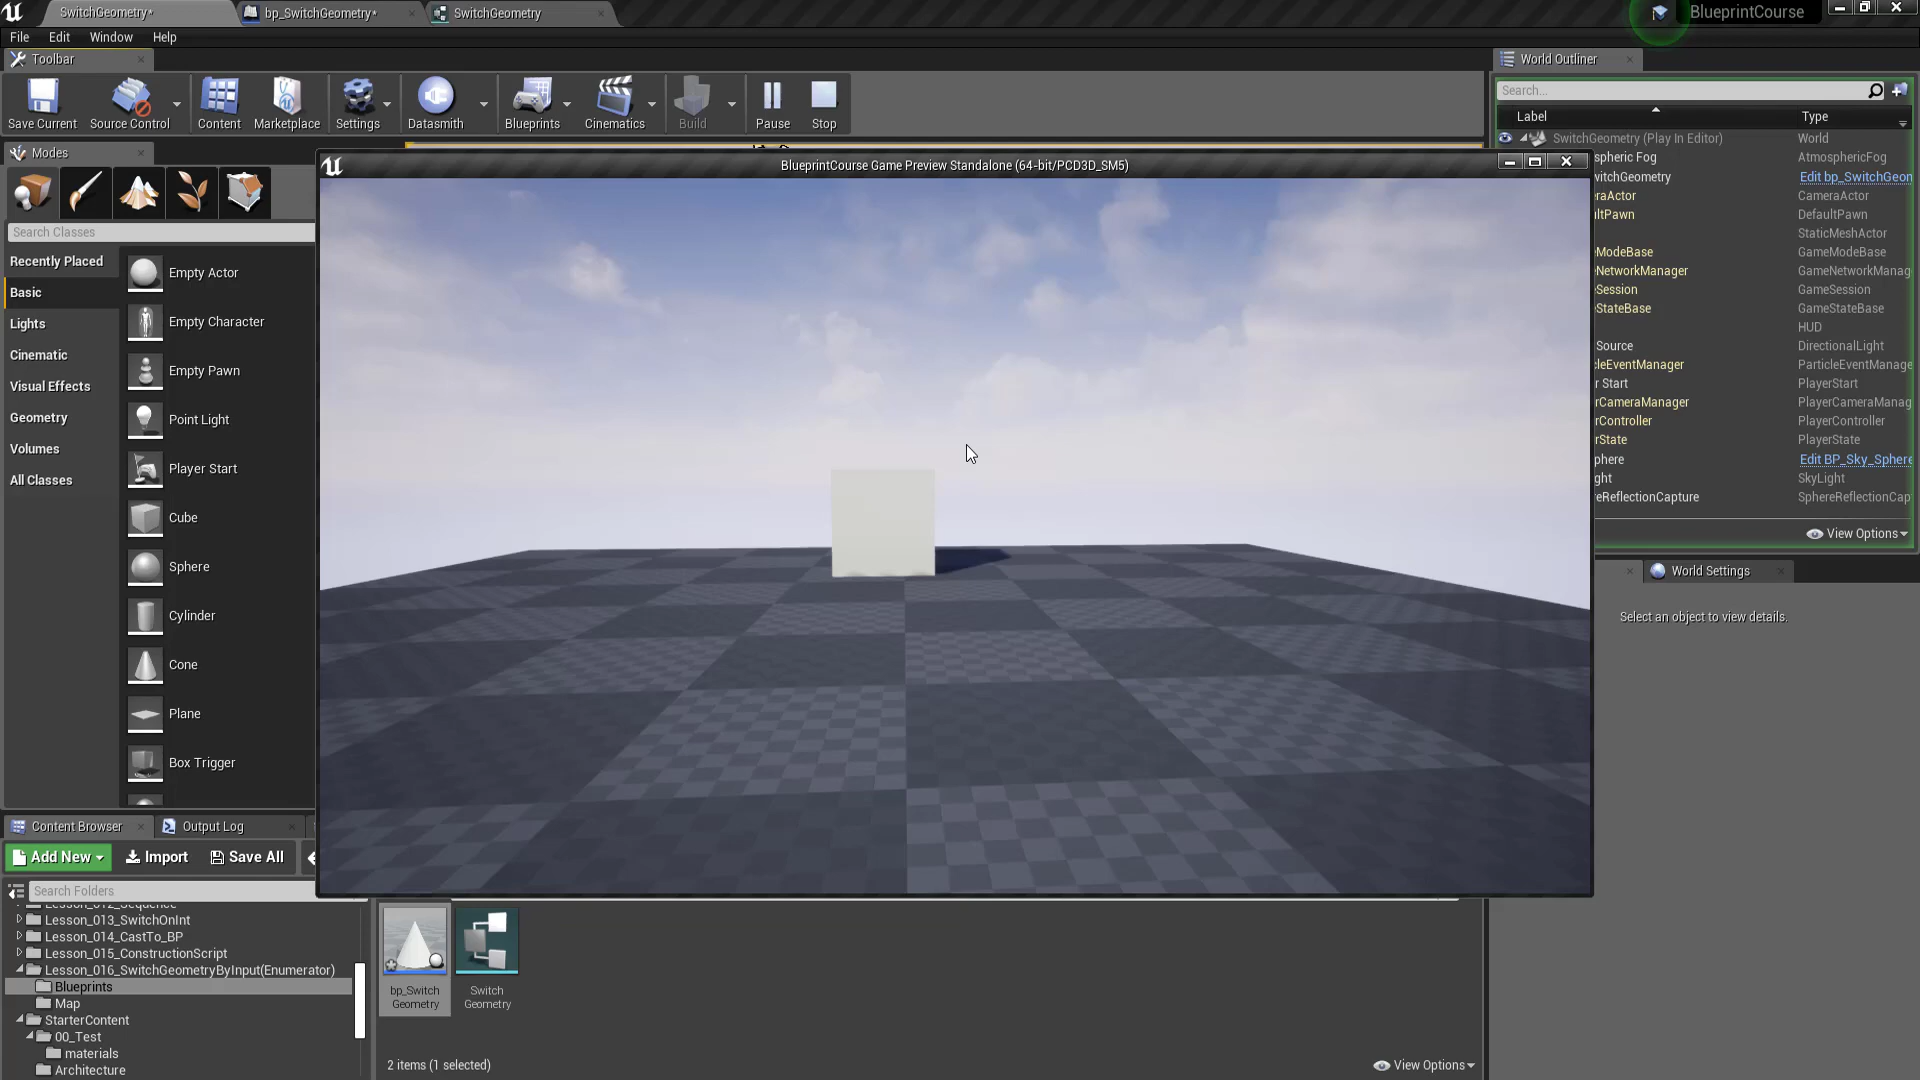 SwitchGeometry*
bp_SwitchGeometry*
SwitchGeometry
BlueprintCourse
File Edit Window Help
Toolbar
World Outliner
Save Current
Source Control
Content
Marketplace
Settings
Datasmith
Blueprints
Cinematics
Build
Pause
Stop
Search...
Label Type
SwitchGeometry (Play In Editor) World
spheric Fog AtmosphericFog
witchGeometry Edit bp_SwitchGeon
raActor CameraActor
ultPawn DefaultPawn
StaticMeshActor
eModeBase GameModeBase
eNetworkManager GameNetworkManag
eSession GameSession
eStateBase GameStateBase
HUD
Source DirectionalLight
cleEventManager ParticleEventManage
r Start PlayerStart
rCameraManager PlayerCameraManag
rController PlayerController
rState PlayerState
phere Edit BP_Sky_Sphere
ght SkyLight
eReflectionCapture SphereReflectionCap
View Options
World Settings
Select an object to view details.
Modes
BlueprintCourse Game Preview Standalone (64-bit/PCD3D_SM5)
Search Classes
Recently Placed
Basic
Lights
Cinematic
Visual Effects
Geometry
Volumes
All Classes
Empty Actor
Empty Character
Empty Pawn
Point Light
Player Start
Cube
Sphere
Cylinder
Cone
Plane
Box Trigger
Content Browser
Output Log
Add New
Import
Save All
Search Folders
Lesson_012_Sequence
Lesson_013_SwitchOnInt
Lesson_014_CastTo_BP
Lesson_015_ConstructionScript
Lesson_016_SwitchGeometryByInput(Enumerator)
Blueprints
Map
StarterContent
00_Test
materials
Architecture
bp_Switch
Geometry
Switch
Geometry
2 items (1 selected)
View Options